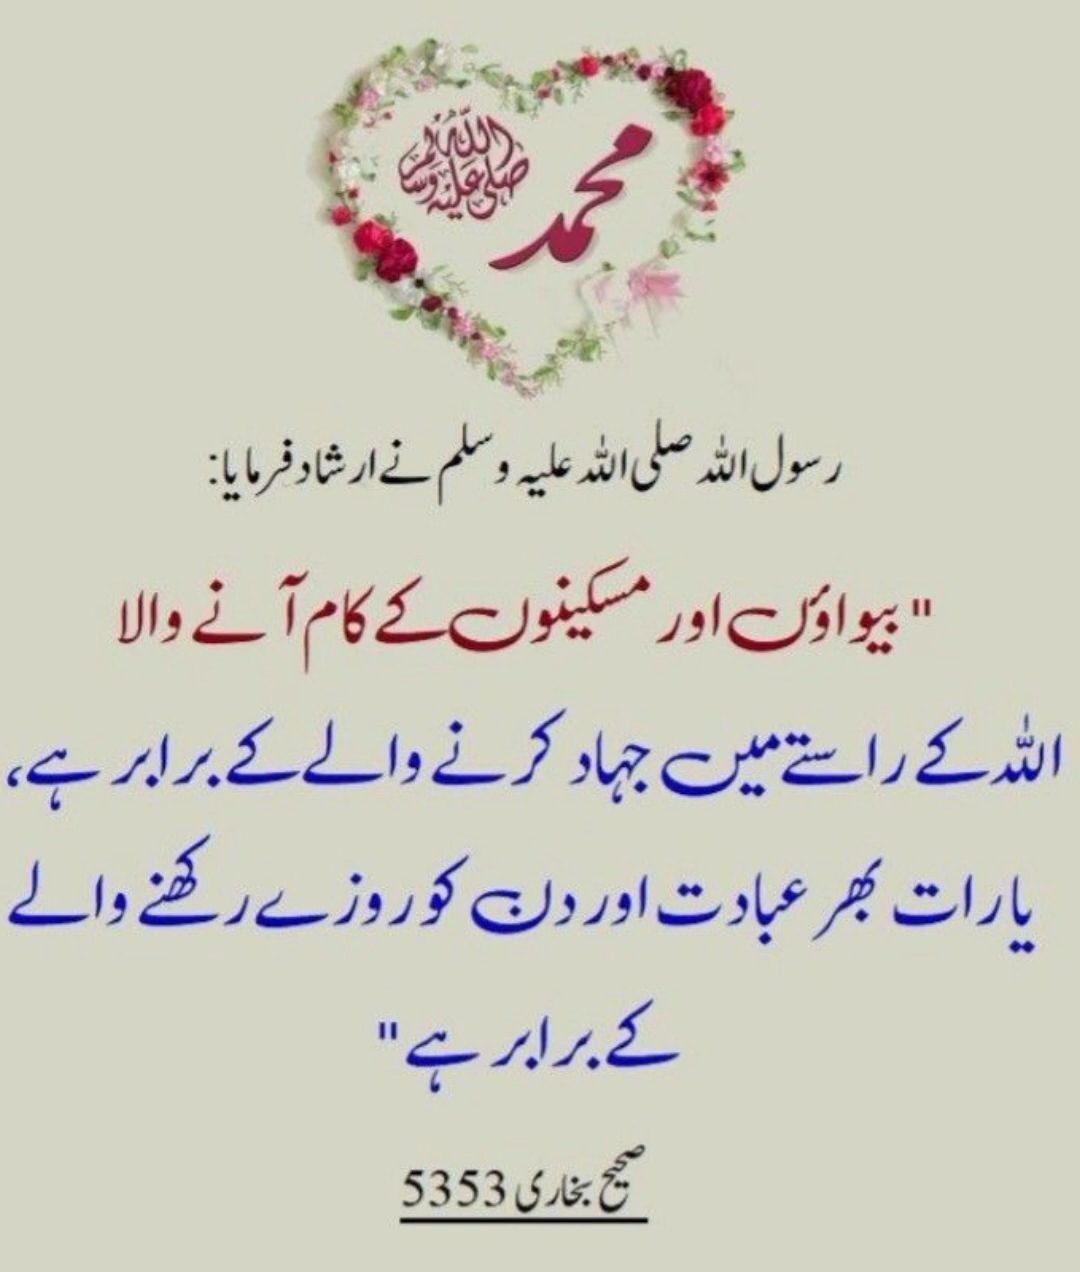 محمد صلی اللہ علیہ وسلم
رسول اللہ صلی اللہ علیہ وسلم نے ارشاد فرمایا:
"بیواؤں اور مسکینوں کے کام آنے والا
اللہ کے راستے میں جہاد کرنے والے کے برابر ہے،
یا رات بھر عبادت اور دن کو روزے رکھنے والے
کے برابر ہے"
صحیح بخاری 5353